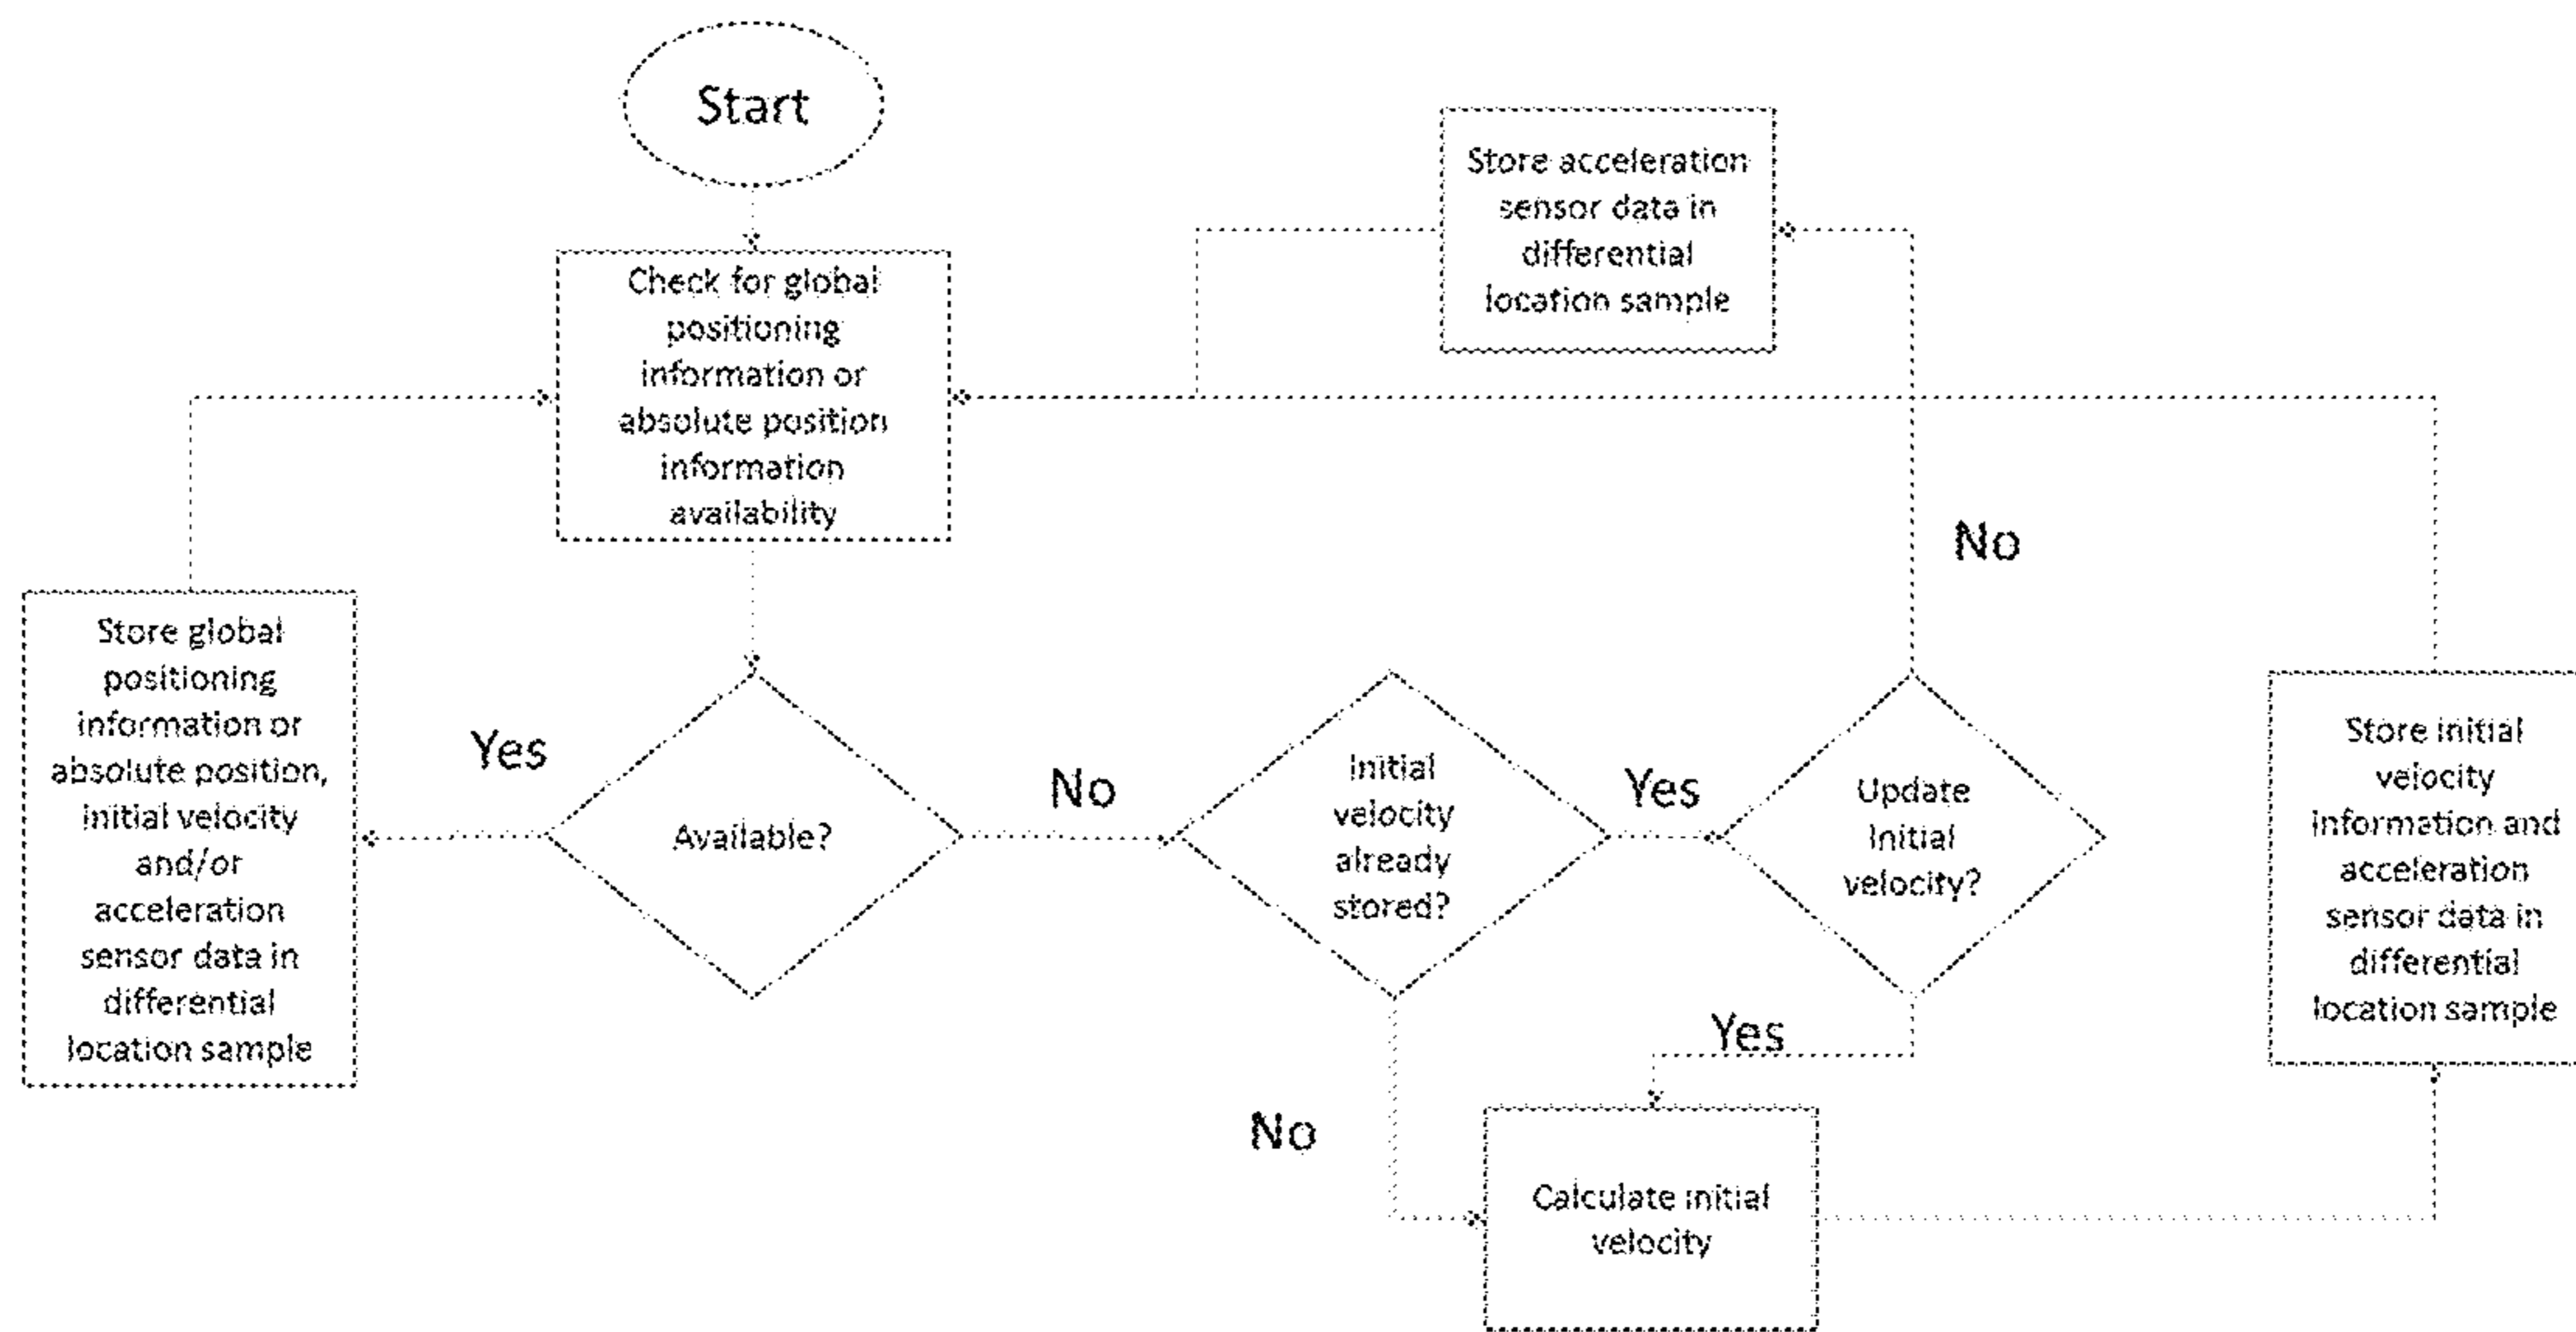 Start
Store acceleration
sensor data in
differential
location sample
Check for global
positioning
information or
absolute position
information
availability
No
Store global
positioning
information or
absolute position,
initial velocity
and/or
acceleration
sensor data in
differential
location sample
Yes
Available?
No
Initial
velocity
already
stored?
Yes
Update
Initial
velocity?
Store initial
velocity
information and
acceleration
sensor data in
differential
location sample
Yes
No
Calculate initial
velocity